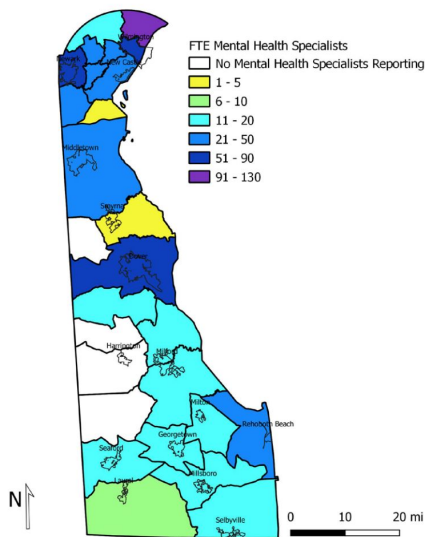 FTE Mental Health Specialists
No Mental Health Specialists Reporting
1 - 5
6 - 10
11 - 20
21 - 50
51 - 90
91 - 130
Wilmington
Newark
New Castle
Middletown
Smyrna
Dover
Harrington
Milford
Milton
Rehoboth Beach
Georgetown
Seaford
Millsboro
Laurel
Selbyville
N
0 10 20 mi